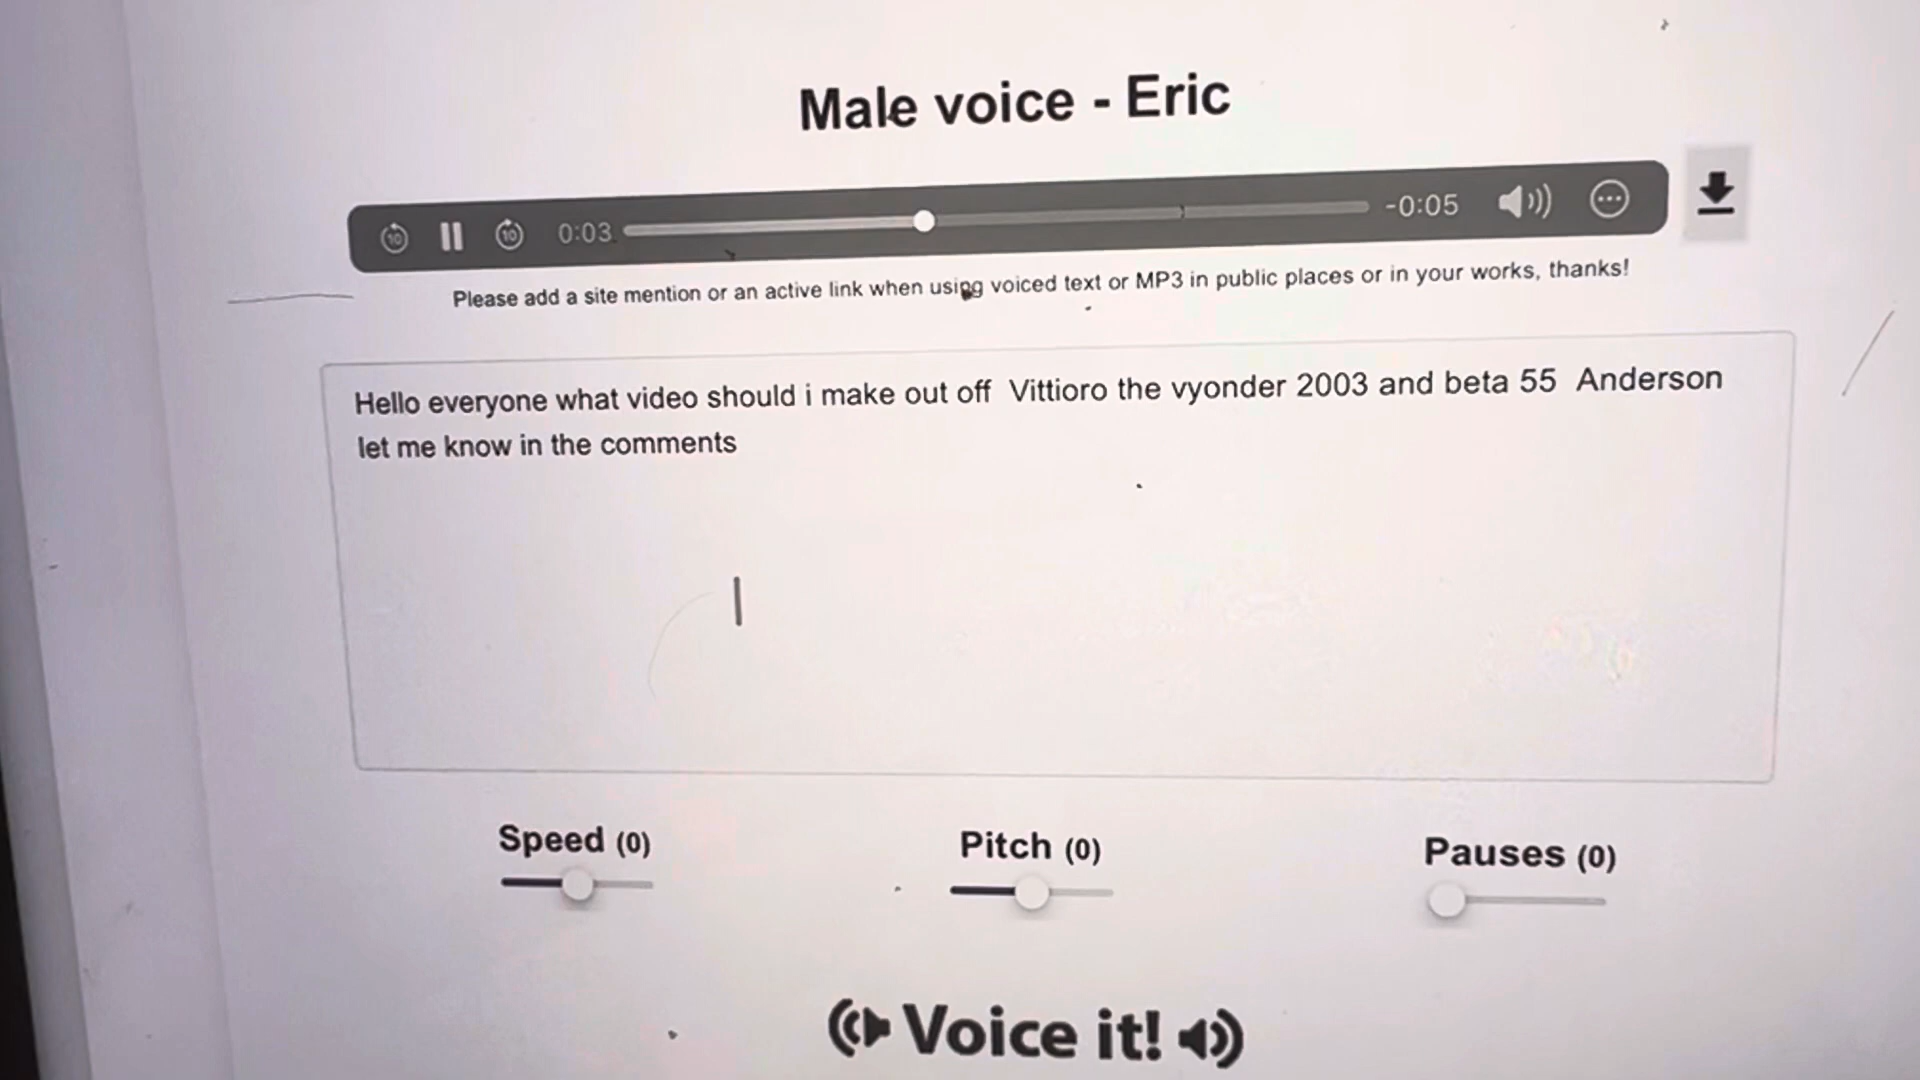 Male voice - Eric
10 10 0:03 -0:05
Please add a site mention or an active link when using voiced text or MP3 in public places or in your works, thanks!
Hello everyone what video should i make out off  Vittioro the vyonder 2003 and beta 55  Anderson
let me know in the comments
Speed (0) Pitch (0) Pauses (0)
Voice it!